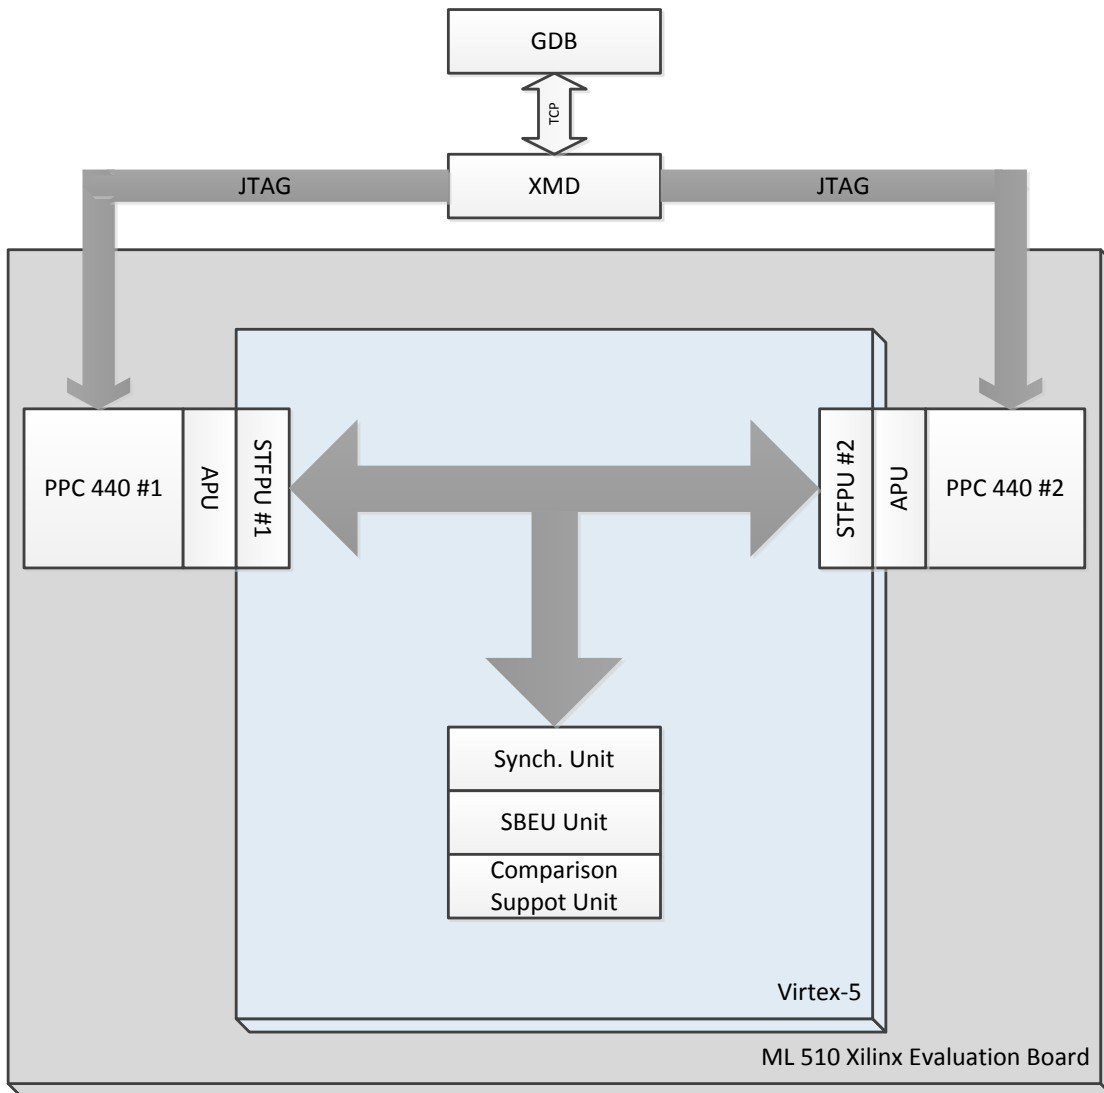 GDB
TCP
JTAG
XMD
JTAG
PPC 440 #1
APU
STFPU #1
STFPU #2
APU
PPC 440 #2
Synch. Unit
SBEU Unit
Comparison
Suppot Unit
Virtex-5
ML 510 Xilinx Evaluation Board